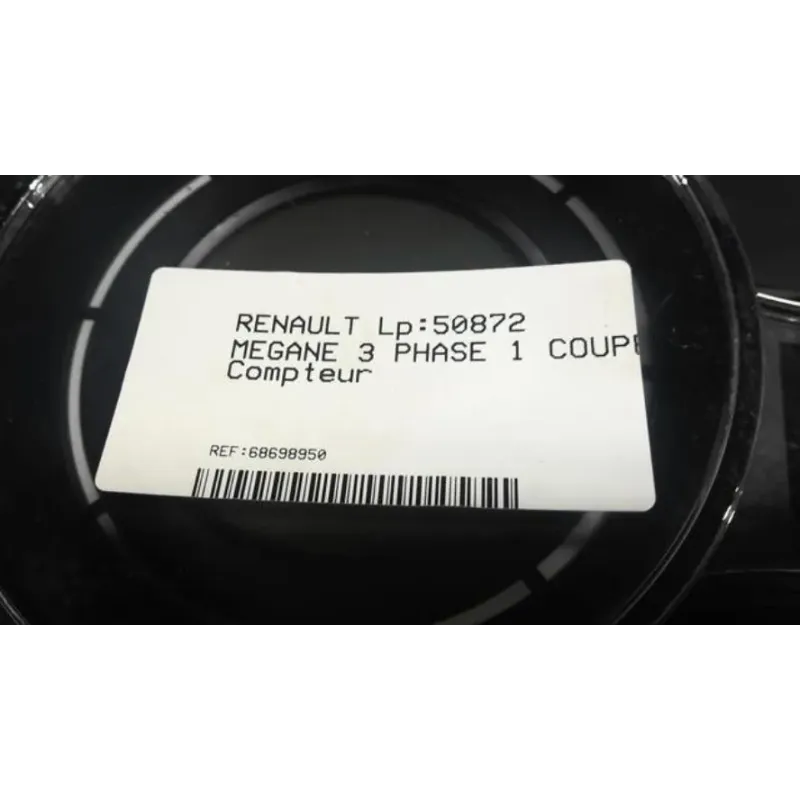 RENAULT Lp:50872
MEGANE 3 PHASE 1 COUPE
Compteur
REF:68698950